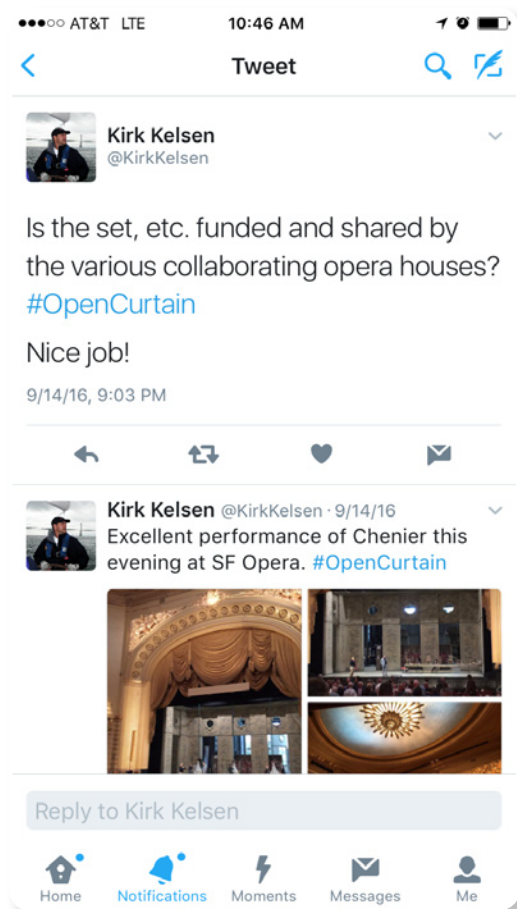 AT&T LTE 10:46 AM
Tweet
Kirk Kelsen
@KirkKelsen
Is the set, etc. funded and shared by
the various collaborating opera houses?
#OpenCurtain
Nice job!
9/14/16, 9:03 PM
Kirk Kelsen @KirkKelsen · 9/14/16
Excellent performance of Chenier this
evening at SF Opera. #OpenCurtain
Reply to Kirk Kelsen
Home Notifications Moments Messages Me